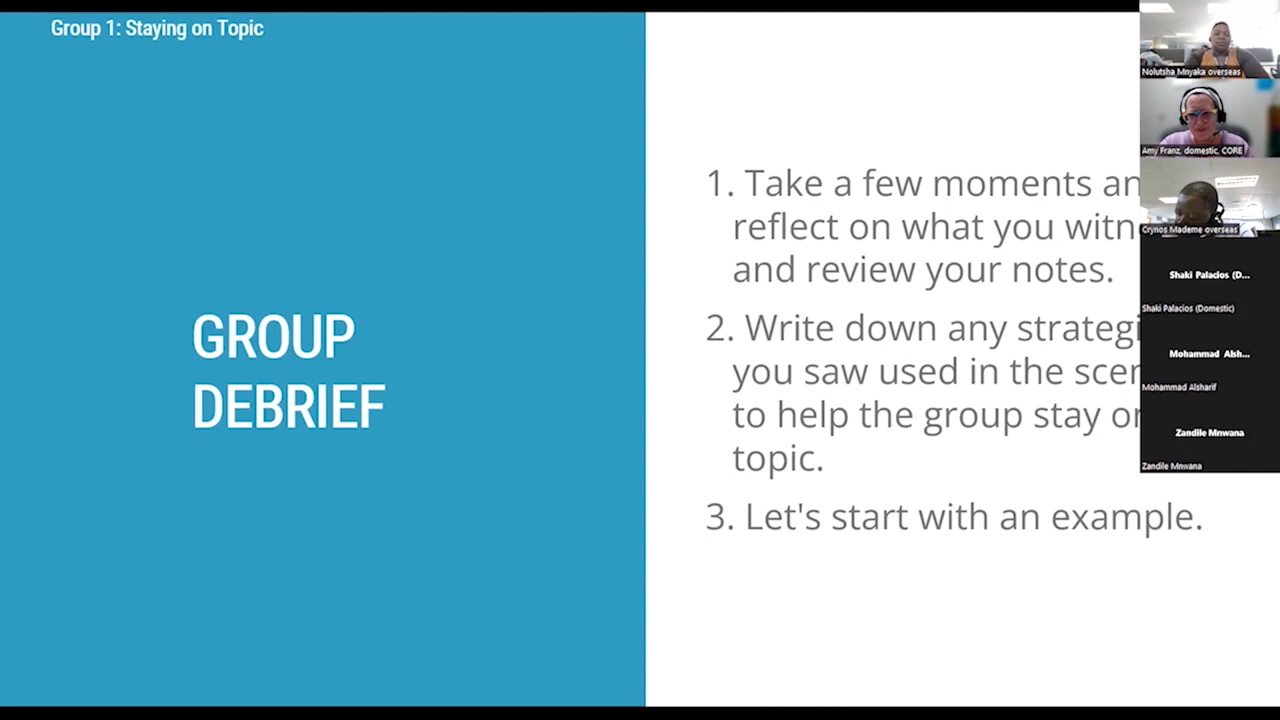 Group 1: Staying on Topic
GROUP
DEBRIEF
1. Take a few moments an
reflect on what you witn
and review your notes.
2. Write down any strategi
you saw used in the scen
to help the group stay on
topic.
3. Let's start with an example.
Nolutsha Mnyaka overseas
Amy Franz, domestic, CORE
Crynos Mademe overseas
Shaki Palacios (D...
Shaki Palacios (Domestic)
Mohammad Alsh...
Mohammad Alsharif
Zandile Mnwana
Zandile Mnwana